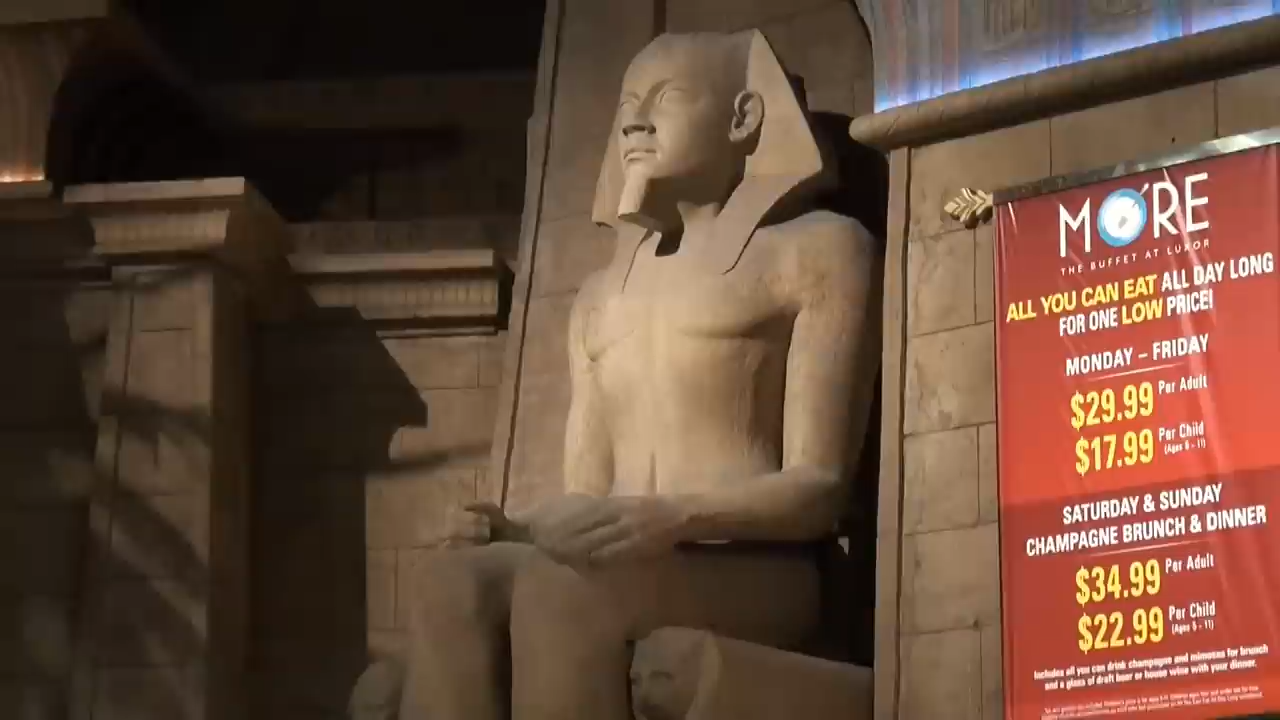 MORE
THE BUFFET AT LUXOR
ALL YOU CAN EAT ALL DAY LONG
FOR ONE LOW PRICE!
MONDAY – FRIDAY
$29.99 Per Adult
$17.99 Per Child
(Ages 5 - 11)
SATURDAY & SUNDAY
CHAMPAGNE BRUNCH & DINNER
$34.99 Per Adult
$22.99 Per Child
(Ages 5 - 11)
Includes all you can drink champagne and mimosas for brunch
and a glass of draft beer or house wine with your dinner.